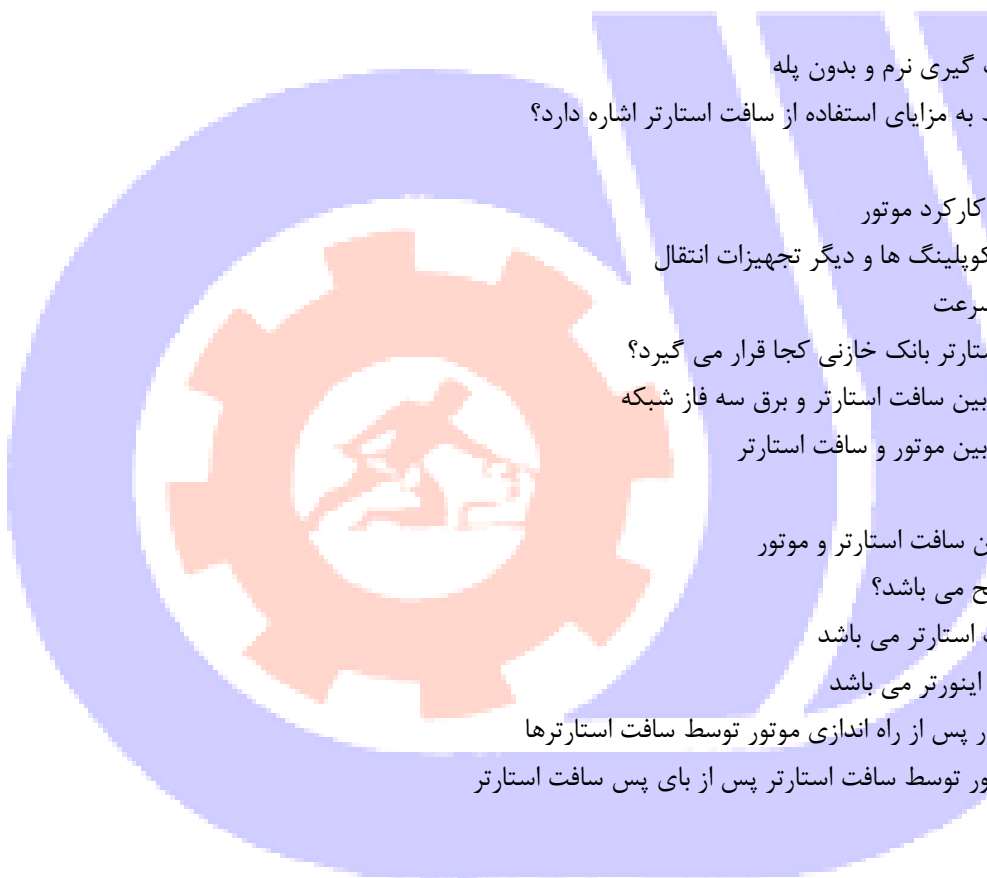 گیری نرم و بدون پله
به مزایای استفاده از سافت استارتر اشاره دارد؟
کارکرد موتور
کوپلینگ ها و دیگر تجهیزات انتقال
سرعت
ستارتر بانک خازنی کجا قرار می گیرد؟
بین سافت استارتر و برق سه فاز شبکه
بین موتور و سافت استارتر
ن سافت استارتر و موتور
ح می باشد؟
استارتر می باشد
اینورتر می باشد
ر پس از راه اندازی موتور توسط سافت استارترها
ور توسط سافت استارتر پس از بای پس سافت استارتر